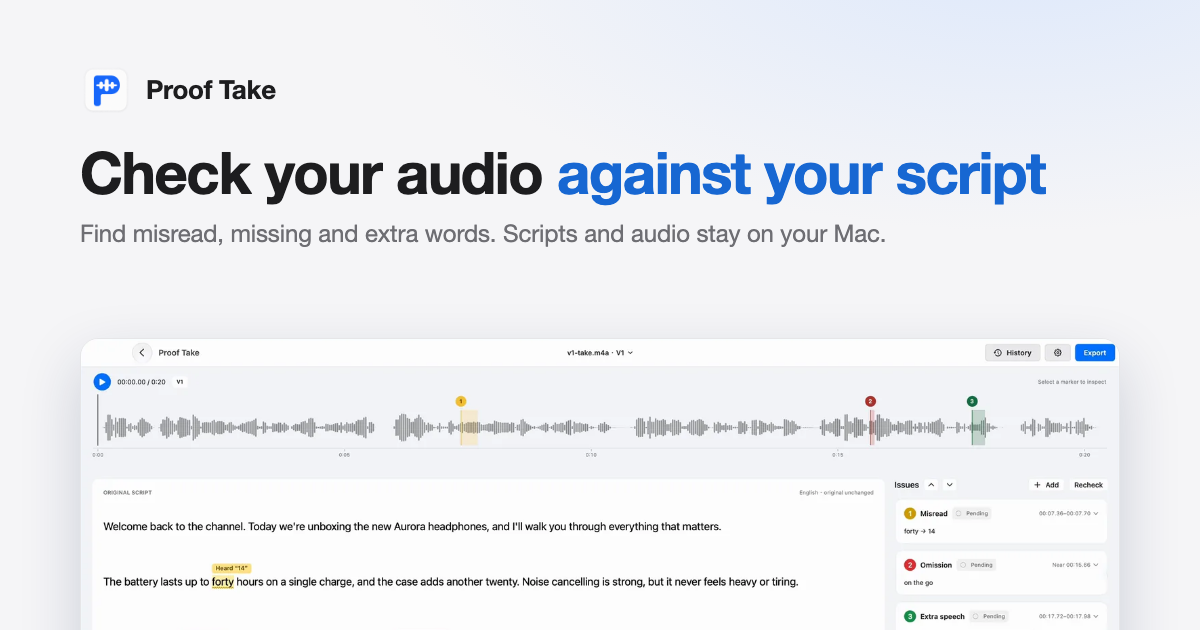 Proof Take
Check your audio against your script
Find misread, missing and extra words. Scripts and audio stay on your Mac.
Proof Take
v1-take.m4a · V1
History
Export
00:00.00 / 0:20
V1
Select a marker to inspect
1
2
3
0:00
0:05
0:10
0:15
0:20
ORIGINAL SCRIPT
English · original unchanged
Welcome back to the channel. Today we're unboxing the new Aurora headphones, and I'll walk you through everything that matters.
Heard "14"
The battery lasts up to forty hours on a single charge, and the case adds another twenty. Noise cancelling is strong, but it never feels heavy or tiring.
Issues
+ Add
Recheck
1 Misread Pending 00:07.36–00:07.70
forty → 14
2 Omission Pending Near 00:15.66
on the go
3 Extra speech Pending 00:17.72–00:17.98